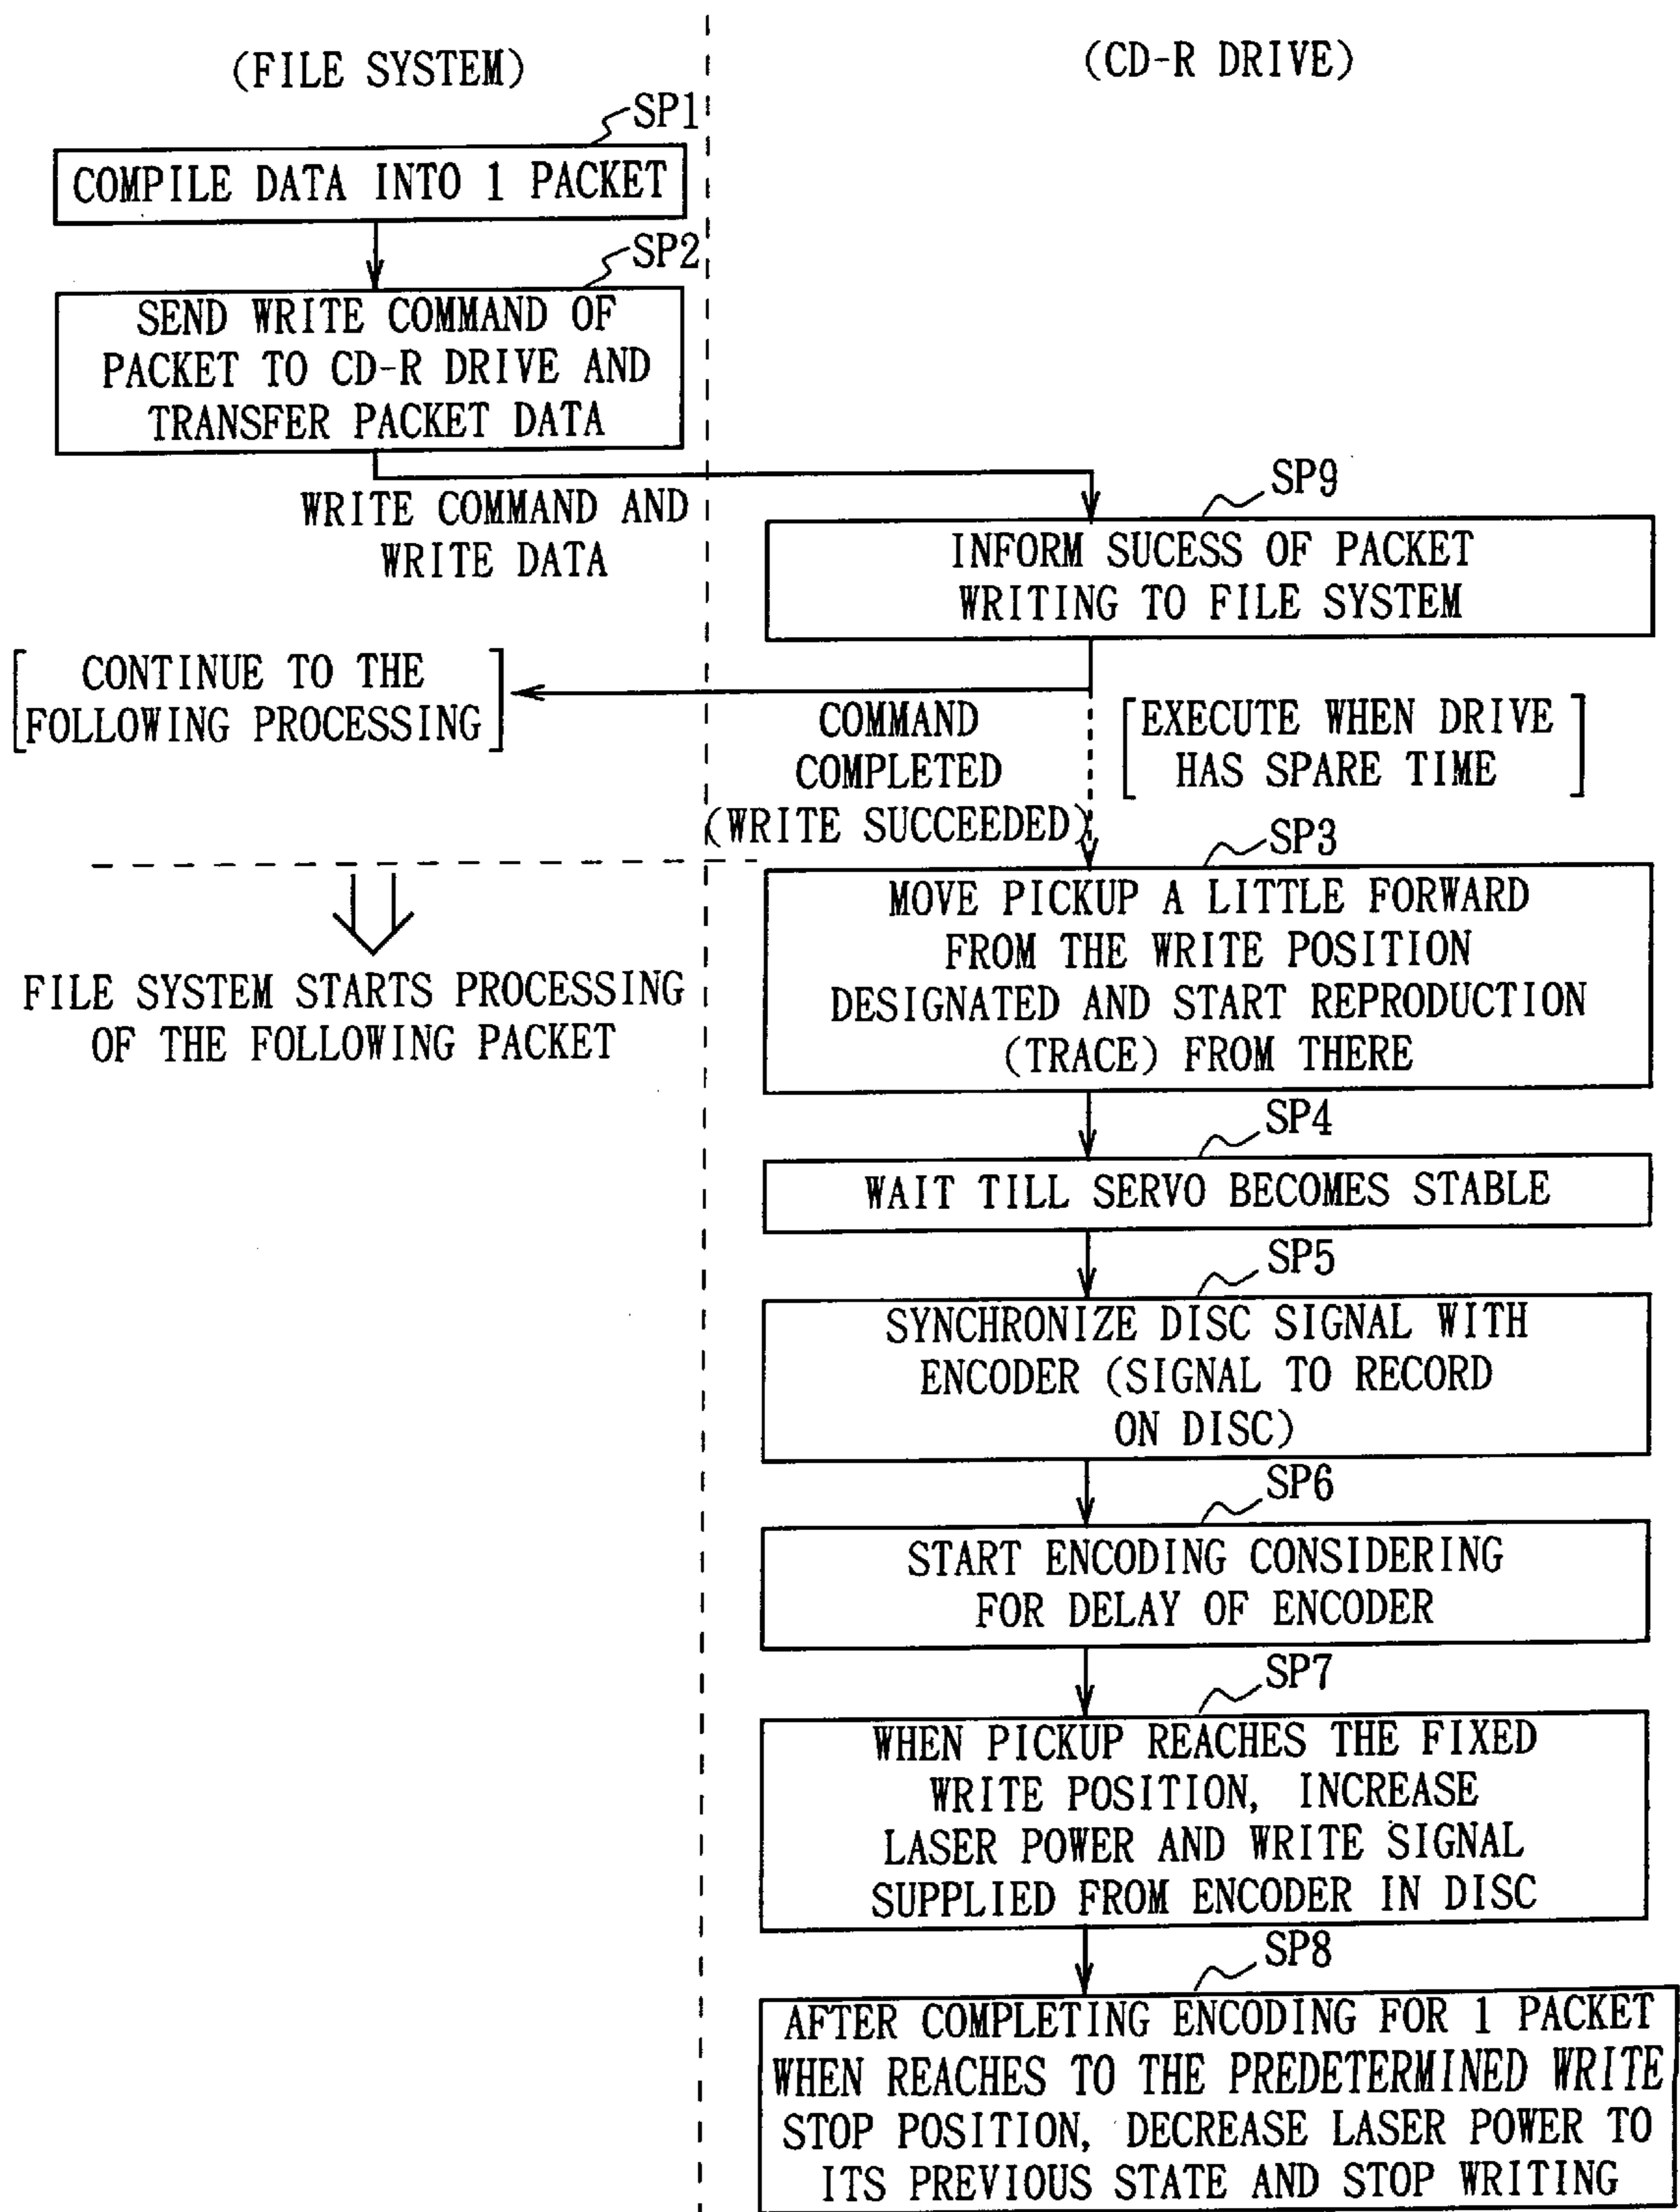 (FILE SYSTEM)
(CD-R DRIVE)
SP1
COMPILE DATA INTO 1 PACKET
SP2
SEND WRITE COMMAND OF
PACKET TO CD-R DRIVE AND
TRANSFER PACKET DATA
WRITE COMMAND AND
WRITE DATA
SP9
INFORM SUCESS OF PACKET
WRITING TO FILE SYSTEM
[CONTINUE TO THE
FOLLOWING PROCESSING]
COMMAND
COMPLETED
(WRITE SUCCEEDED)
[EXECUTE WHEN DRIVE
HAS SPARE TIME]
FILE SYSTEM STARTS PROCESSING
OF THE FOLLOWING PACKET
SP3
MOVE PICKUP A LITTLE FORWARD
FROM THE WRITE POSITION
DESIGNATED AND START REPRODUCTION
(TRACE) FROM THERE
SP4
WAIT TILL SERVO BECOMES STABLE
SP5
SYNCHRONIZE DISC SIGNAL WITH
ENCODER (SIGNAL TO RECORD
ON DISC)
SP6
START ENCODING CONSIDERING
FOR DELAY OF ENCODER
SP7
WHEN PICKUP REACHES THE FIXED
WRITE POSITION, INCREASE
LASER POWER AND WRITE SIGNAL
SUPPLIED FROM ENCODER IN DISC
SP8
AFTER COMPLETING ENCODING FOR 1 PACKET
WHEN REACHES TO THE PREDETERMINED WRITE
STOP POSITION, DECREASE LASER POWER TO
ITS PREVIOUS STATE AND STOP WRITING